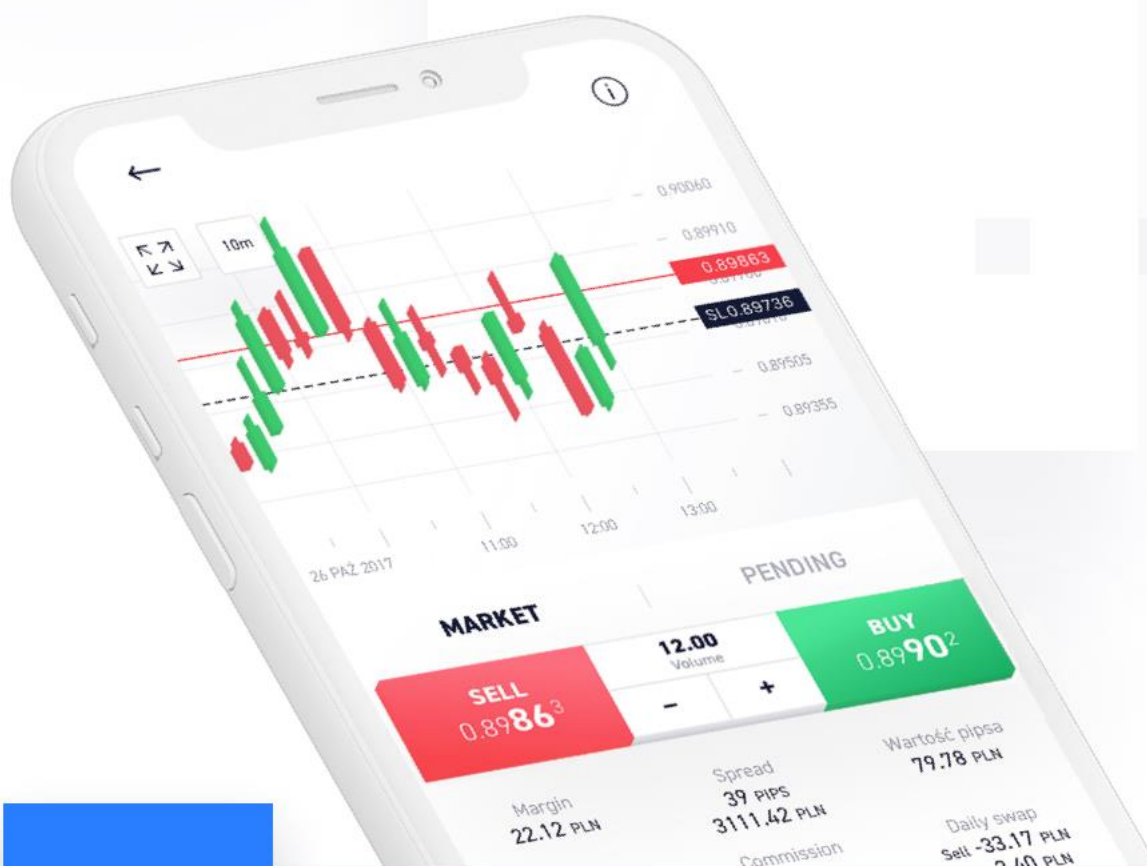 10m
0.90060
0.89910
0.89863
SL0.89736
0.89505
0.89355
26 PAŹ 2017
11:00
12:00
13:00
MARKET
PENDING
SELL
0.89863
12.00
Volume
-
+
BUY
0.89902
Margin
22.12 PLN
Spread
39 PIPS
3111.42 PLN
Wartość pipsa
79.78 PLN
Commission
Daily swap
Sell -33.17 PLN